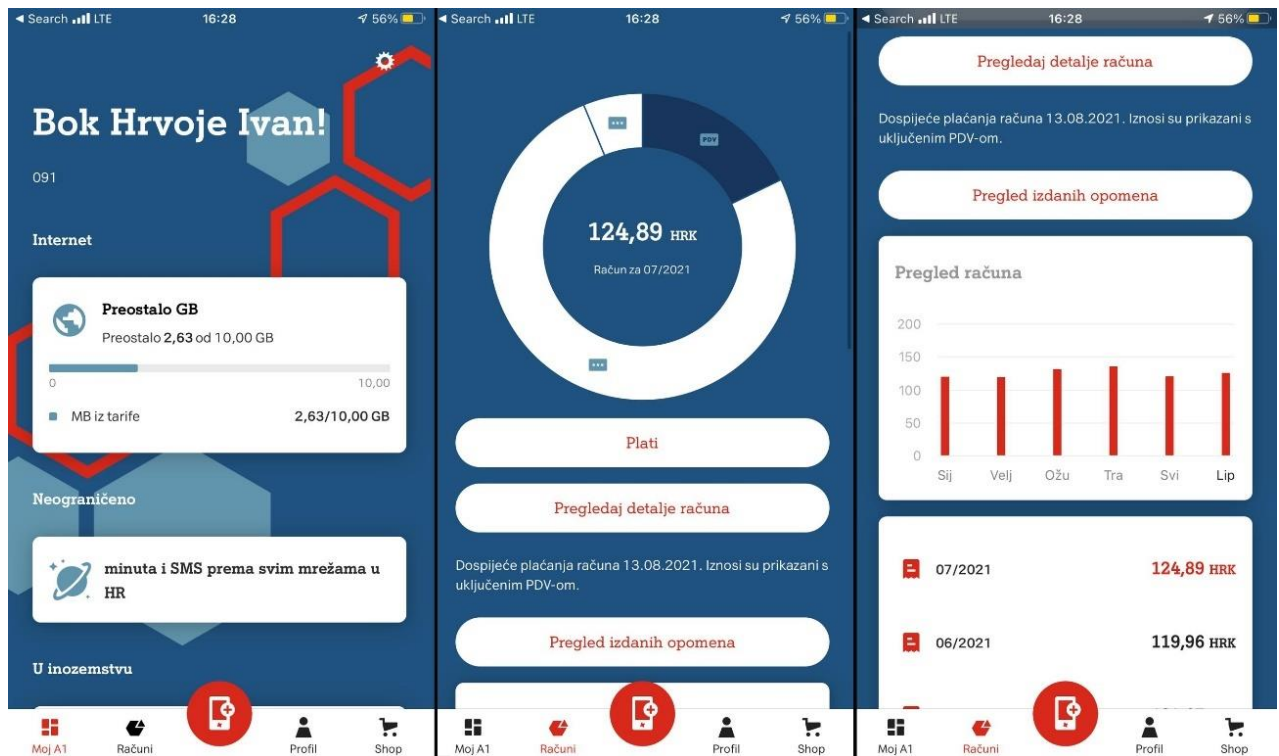 Search LTE
16:28
56%
Bok Hrvoje Ivan!
091
Internet
Preostalo GB
Preostalo 2,63 od 10,00 GB
0
10,00
MB iz tarife
2,63/10,00 GB
Neograničeno
minuta i SMS prema svim mrežama u
HR
U inozemstvu
Moj A1
Računi
Profil
Shop
Search LTE
16:28
56%
PDV
124,89 HRK
Račun za 07/2021
Plati
Pregledaj detalje računa
Dospijeće plaćanja računa 13.08.2021. Iznosi su prikazani s
uključenim PDV-om.
Pregled izdanih opomena
Moj A1
Računi
Profil
Shop
Search LTE
16:28
56%
Pregledaj detalje računa
Dospijeće plaćanja računa 13.08.2021. Iznosi su prikazani s
uključenim PDV-om.
Pregled izdanih opomena
Pregled računa
200
150
100
50
0
Sij
Velj
Ožu
Tra
Svi
Lip
07/2021
124,89 HRK
06/2021
119,96 HRK
Moj A1
Računi
Profil
Shop